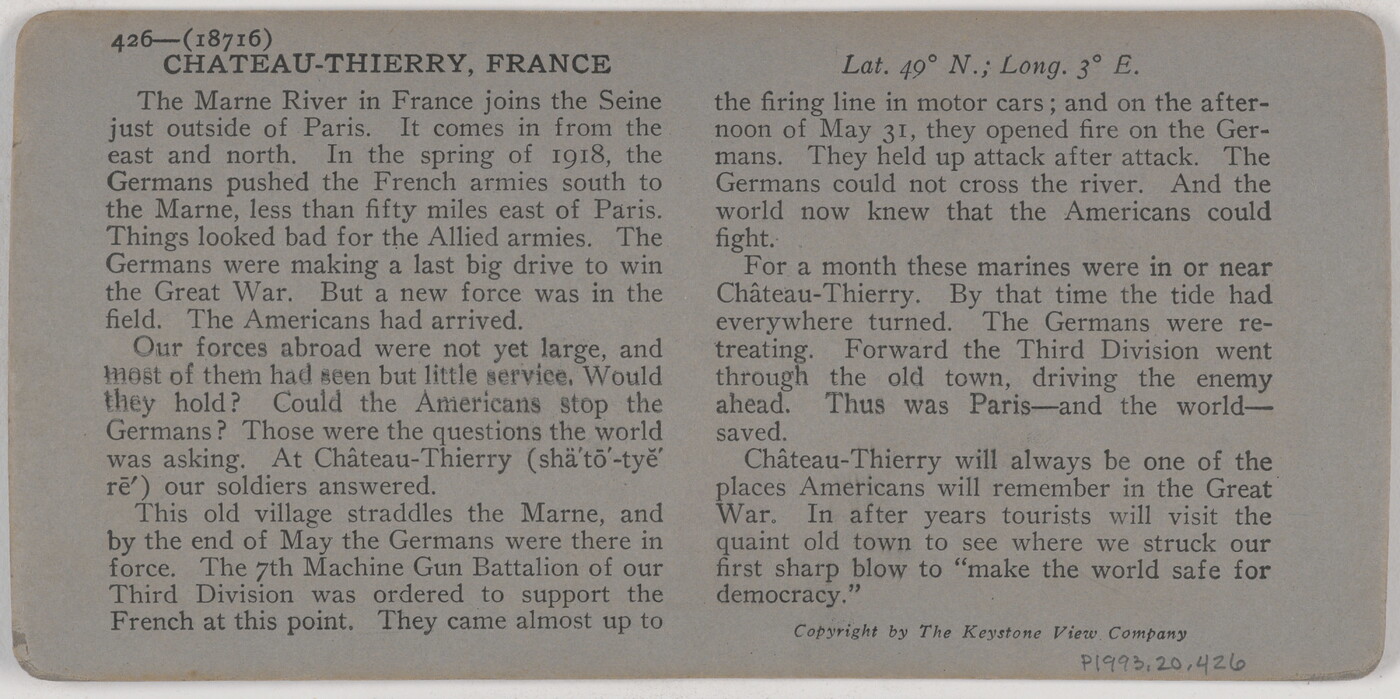 426—(18716)
CHATEAU-THIERRY, FRANCE
The Marne River in France joins the Seine
just outside of Paris. It comes in from the
east and north. In the spring of 1918, the
Germans pushed the French armies south to
the Marne, less than fifty miles east of Paris.
Things looked bad for the Allied armies. The
Germans were making a last big drive to win
the Great War. But a new force was in the
field. The Americans had arrived.
Our forces abroad were not yet large, and
most of them had seen but little service. Would
they hold? Could the Americans stop the
Germans? Those were the questions the world
was asking. At Château-Thierry (shä′tō′-tyĕ′
rē′) our soldiers answered.
This old village straddles the Marne, and
by the end of May the Germans were there in
force. The 7th Machine Gun Battalion of our
Third Division was ordered to support the
French at this point. They came almost up to
Lat. 49° N.; Long. 3° E.
the firing line in motor cars; and on the after-
noon of May 31, they opened fire on the Ger-
mans. They held up attack after attack. The
Germans could not cross the river. And the
world now knew that the Americans could
fight.
For a month these marines were in or near
Château-Thierry. By that time the tide had
everywhere turned. The Germans were re-
treating. Forward the Third Division went
through the old town, driving the enemy
ahead. Thus was Paris—and the world—
saved.
Château-Thierry will always be one of the
places Americans will remember in the Great
War. In after years tourists will visit the
quaint old town to see where we struck our
first sharp blow to "make the world safe for
democracy."
Copyright by The Keystone View Company
P1993.20.426